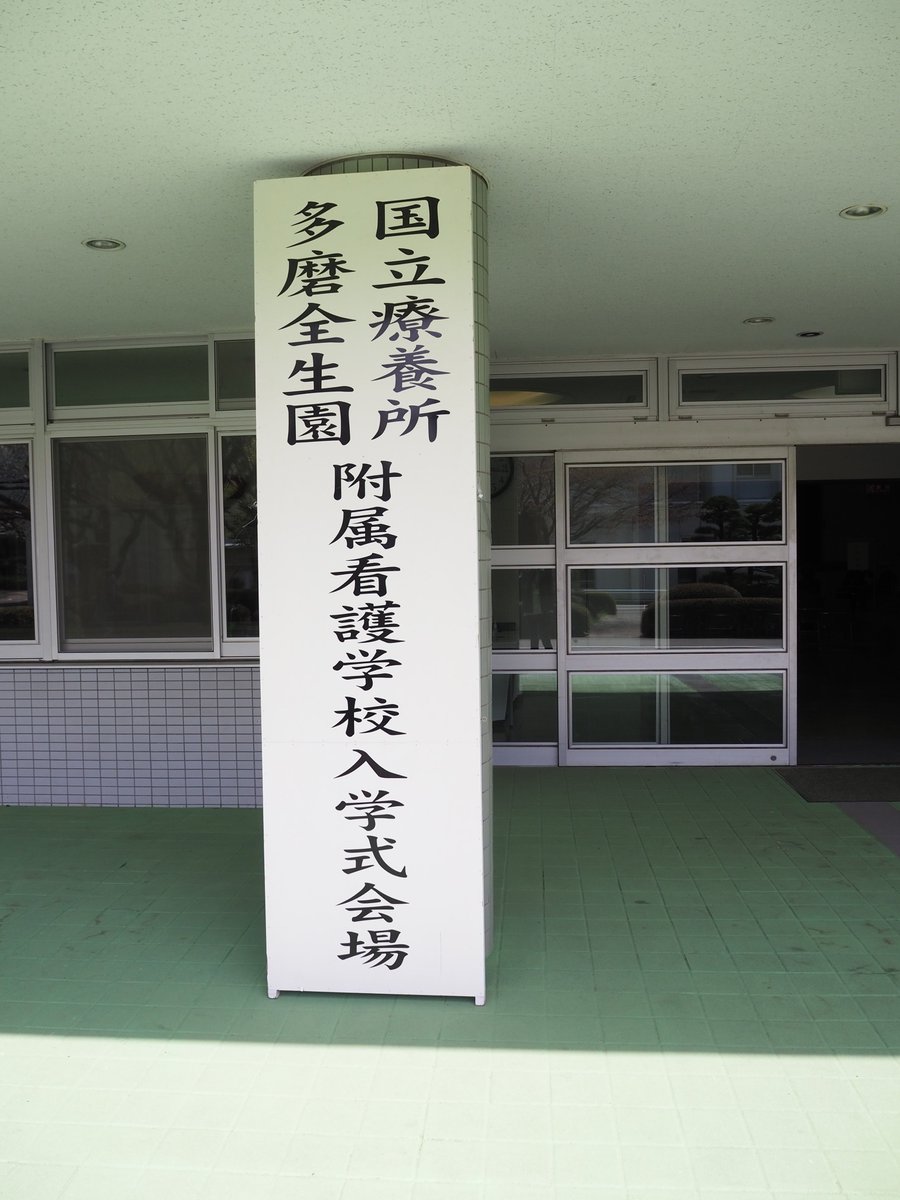 国立療養所
多磨全生園
附属看護学校入学式会場